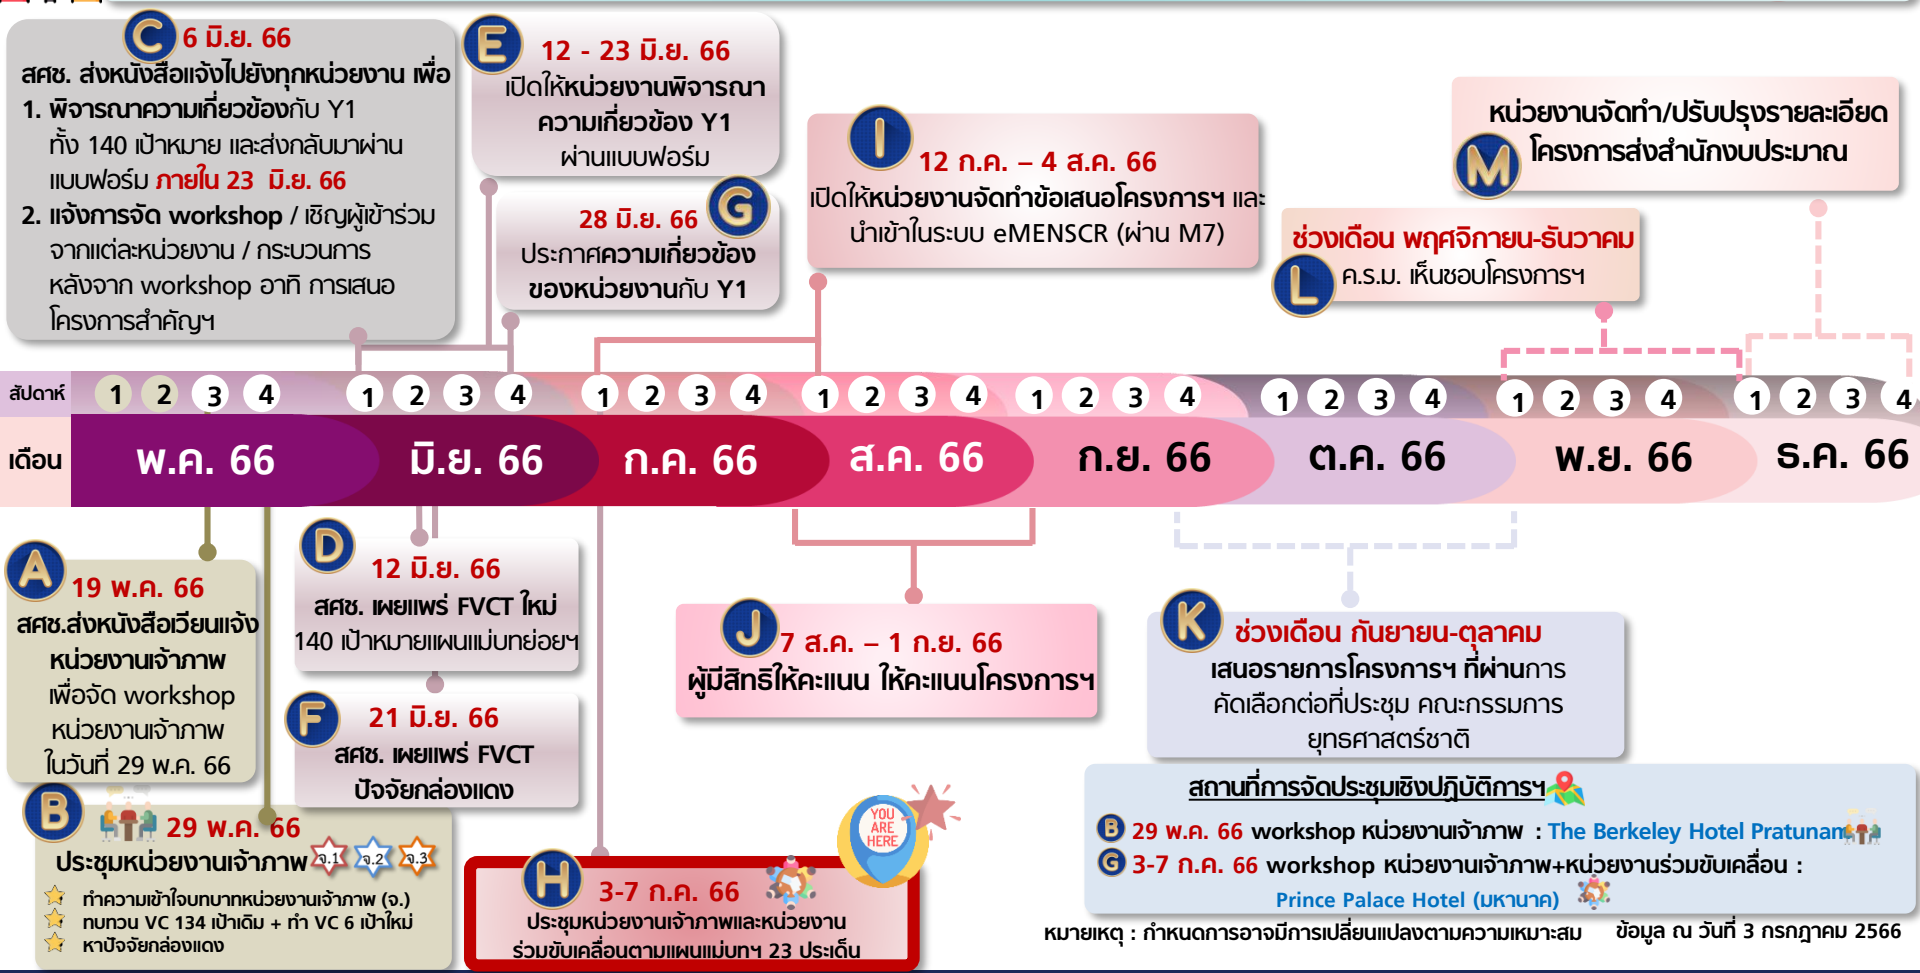 C 6 มิ.ย. 66
สศช. ส่งหนังสือแจ้งไปยังทุกหน่วยงาน เพื่อ
1. พิจารณาความเกี่ยวข้องกับ Y1
ทั้ง 140 เป้าหมาย และส่งกลับมาผ่าน
แบบฟอร์ม ภายใน 23 มิ.ย. 66
2. แจ้งการจัด workshop / เชิญผู้เข้าร่วม
จากแต่ละหน่วยงาน / กระบวนการ
หลังจาก workshop อาทิ การเสนอ
โครงการสำคัญฯ
E 12 - 23 มิ.ย. 66
เปิดให้หน่วยงานพิจารณา
ความเกี่ยวข้อง Y1
ผ่านแบบฟอร์ม
G
28 มิ.ย. 66
ประกาศความเกี่ยวข้อง
ของหน่วยงานกับ Y1
I
12 ก.ค. – 4 ส.ค. 66
เปิดให้หน่วยงานจัดทำข้อเสนอโครงการฯ และ
นำเข้าในระบบ eMENSCR (ผ่าน M7)
ช่วงเดือน พฤศจิกายน-ธันวาคม
L ค.ร.ม. เห็นชอบโครงการฯ
หน่วยงานจัดทำ/ปรับปรุงรายละเอียด
M โครงการส่งสำนักงบประมาณ
สัปดาห์ 1 2 3 4 1 2 3 4 1 2 3 4 1 2 3 4 1 2 3 4 1 2 3 4 1 2 3 4 1 2 3 4
เดือน พ.ค. 66 มิ.ย. 66 ก.ค. 66 ส.ค. 66 ก.ย. 66 ต.ค. 66 พ.ย. 66 ธ.ค. 66
A 19 พ.ค. 66
สศช.ส่งหนังสือเวียนแจ้ง
หน่วยงานเจ้าภาพ
เพื่อจัด workshop
หน่วยงานเจ้าภาพ
ในวันที่ 29 พ.ค. 66
B 29 พ.ค. 66
ประชุมหน่วยงานเจ้าภาพ จ.1 จ.2 จ.3
ทำความเข้าใจบทบาทหน่วยงานเจ้าภาพ (จ.)
ทบทวน VC 134 เป้าเดิม + ทำ VC 6 เป้าใหม่
หาปัจจัยกล่องแดง
D
12 มิ.ย. 66
สศช. เผยแพร่ FVCT ใหม่
140 เป้าหมายแผนแม่บทย่อยฯ
F 21 มิ.ย. 66
สศช. เผยแพร่ FVCT
ปัจจัยกล่องแดง
YOU
ARE
HERE
H 3-7 ก.ค. 66
ประชุมหน่วยงานเจ้าภาพและหน่วยงาน
ร่วมขับเคลื่อนตามแผนแม่บทฯ 23 ประเด็น
J 7 ส.ค. – 1 ก.ย. 66
ผู้มีสิทธิให้คะแนน ให้คะแนนโครงการฯ
K ช่วงเดือน กันยายน-ตุลาคม
เสนอรายการโครงการฯ ที่ผ่านการ
คัดเลือกต่อที่ประชุม คณะกรรมการ
ยุทธศาสตร์ชาติ
สถานที่การจัดประชุมเชิงปฏิบัติการฯ
B 29 พ.ค. 66 workshop หน่วยงานเจ้าภาพ : The Berkeley Hotel Pratunam
G 3-7 ก.ค. 66 workshop หน่วยงานเจ้าภาพ+หน่วยงานร่วมขับเคลื่อน :
Prince Palace Hotel (มหานาค)
หมายเหตุ : กำหนดการอาจมีการเปลี่ยนแปลงตามความเหมาะสม ข้อมูล ณ วันที่ 3 กรกฎาคม 2566